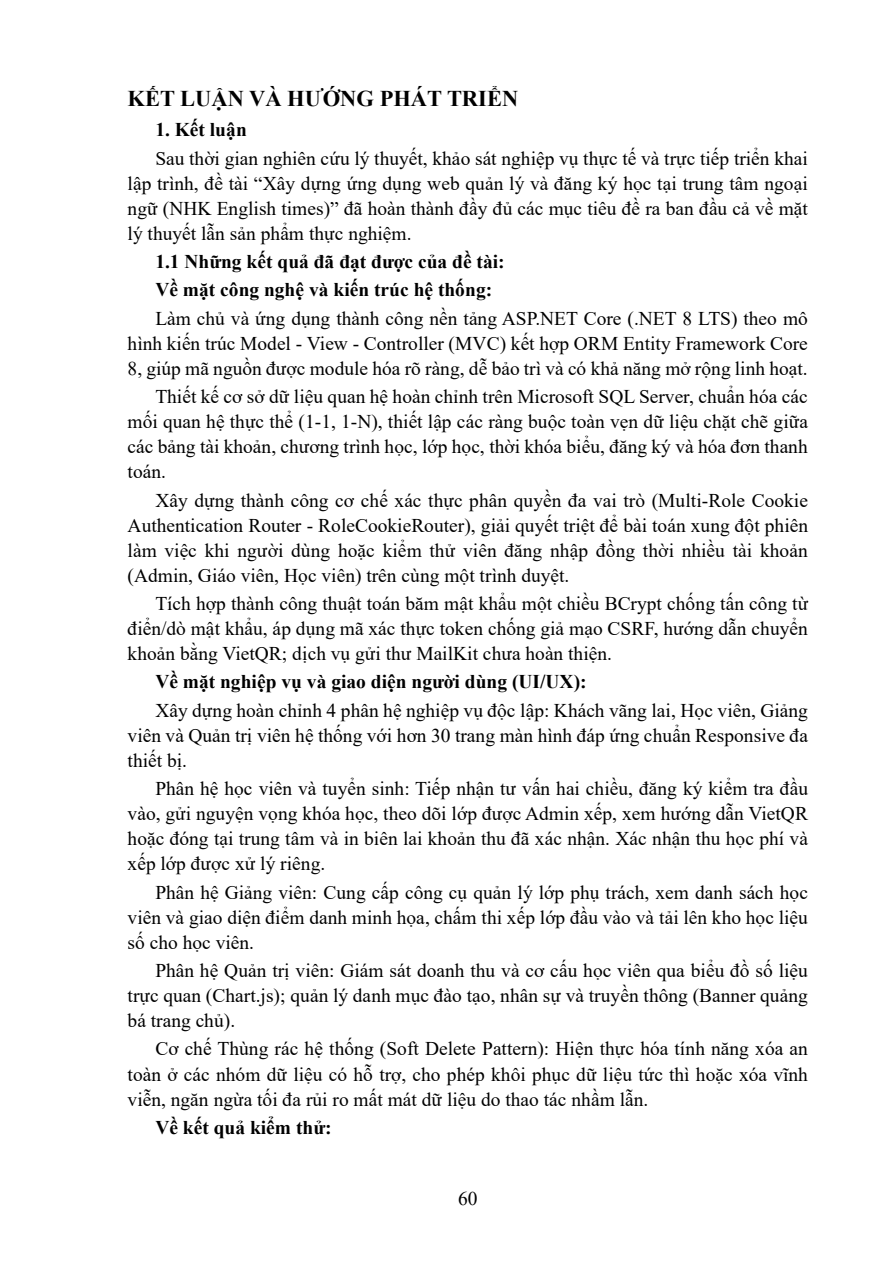 KẾT LUẬN VÀ HƯỚNG PHÁT TRIỂN
1. Kết luận
Sau thời gian nghiên cứu lý thuyết, khảo sát nghiệp vụ thực tế và trực tiếp triển khai
lập trình, đề tài “Xây dựng ứng dụng web quản lý và đăng ký học tại trung tâm ngoại
ngữ (NHK English times)” đã hoàn thành đầy đủ các mục tiêu đề ra ban đầu cả về mặt
lý thuyết lẫn sản phẩm thực nghiệm.
1.1 Những kết quả đã đạt được của đề tài:
Về mặt công nghệ và kiến trúc hệ thống:
Làm chủ và ứng dụng thành công nền tảng ASP.NET Core (.NET 8 LTS) theo mô
hình kiến trúc Model - View - Controller (MVC) kết hợp ORM Entity Framework Core
8, giúp mã nguồn được module hóa rõ ràng, dễ bảo trì và có khả năng mở rộng linh hoạt.
Thiết kế cơ sở dữ liệu quan hệ hoàn chỉnh trên Microsoft SQL Server, chuẩn hóa các
mối quan hệ thực thể (1-1, 1-N), thiết lập các ràng buộc toàn vẹn dữ liệu chặt chẽ giữa
các bảng tài khoản, chương trình học, lớp học, thời khóa biểu, đăng ký và hóa đơn thanh
toán.
Xây dựng thành công cơ chế xác thực phân quyền đa vai trò (Multi-Role Cookie
Authentication Router - RoleCookieRouter), giải quyết triệt để bài toán xung đột phiên
làm việc khi người dùng hoặc kiểm thử viên đăng nhập đồng thời nhiều tài khoản
(Admin, Giáo viên, Học viên) trên cùng một trình duyệt.
Tích hợp thành công thuật toán băm mật khẩu một chiều BCrypt chống tấn công từ
điển/dò mật khẩu, áp dụng mã xác thực token chống giả mạo CSRF, hướng dẫn chuyển
khoản bằng VietQR; dịch vụ gửi thư MailKit chưa hoàn thiện.
Về mặt nghiệp vụ và giao diện người dùng (UI/UX):
Xây dựng hoàn chỉnh 4 phân hệ nghiệp vụ độc lập: Khách vãng lai, Học viên, Giảng
viên và Quản trị viên hệ thống với hơn 30 trang màn hình đáp ứng chuẩn Responsive đa
thiết bị.
Phân hệ học viên và tuyển sinh: Tiếp nhận tư vấn hai chiều, đăng ký kiểm tra đầu
vào, gửi nguyện vọng khóa học, theo dõi lớp được Admin xếp, xem hướng dẫn VietQR
hoặc đóng tại trung tâm và in biên lai khoản thu đã xác nhận. Xác nhận thu học phí và
xếp lớp được xử lý riêng.
Phân hệ Giảng viên: Cung cấp công cụ quản lý lớp phụ trách, xem danh sách học
viên và giao diện điểm danh minh họa, chấm thi xếp lớp đầu vào và tải lên kho học liệu
số cho học viên.
Phân hệ Quản trị viên: Giám sát doanh thu và cơ cấu học viên qua biểu đồ số liệu
trực quan (Chart.js); quản lý danh mục đào tạo, nhân sự và truyền thông (Banner quảng
bá trang chủ).
Cơ chế Thùng rác hệ thống (Soft Delete Pattern): Hiện thực hóa tính năng xóa an
toàn ở các nhóm dữ liệu có hỗ trợ, cho phép khôi phục dữ liệu tức thì hoặc xóa vĩnh
viễn, ngăn ngừa tối đa rủi ro mất mát dữ liệu do thao tác nhầm lẫn.
Về kết quả kiểm thử:
60